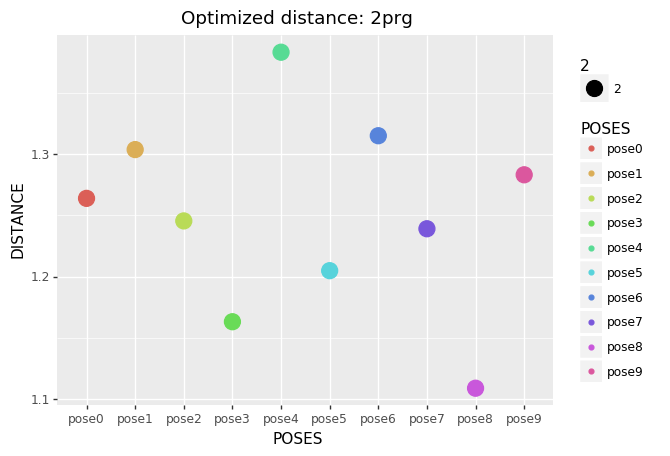 Optimized distance: 2prg
DISTANCE
1.3
1.2
1.1
pose0 pose1 pose2 pose3 pose4 pose5 pose6 pose7 pose8 pose9
POSES
2
2
POSES
pose0
pose1
pose2
pose3
pose4
pose5
pose6
pose7
pose8
pose9